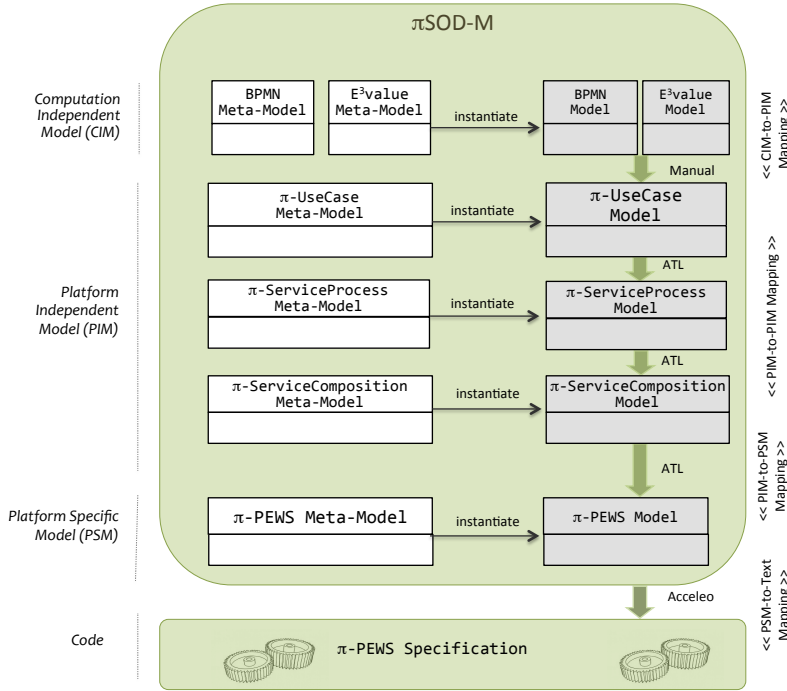 πSOD-M
Computation
Independent
Model (CIM)
BPMN
Meta-Model
E³value
Meta-Model
instantiate
BPMN
Model
E³value
Model
<< CIM-to-PIM
Mapping >>
Manual
π-UseCase
Meta-Model
instantiate
π-UseCase
Model
ATL
Platform
Independent
Model (PIM)
π-ServiceProcess
Meta-Model
instantiate
π-ServiceProcess
Model
<< PIM-to-PIM Mapping >>
ATL
π-ServiceComposition
Meta-Model
instantiate
π-ServiceComposition
Model
ATL
<< PIM-to-PSM
Mapping >>
Platform Specific
Model (PSM)
π-PEWS Meta-Model
instantiate
π-PEWS Model
Acceleo
<< PSM-to-Text
Mapping >>
Code
π-PEWS Specification